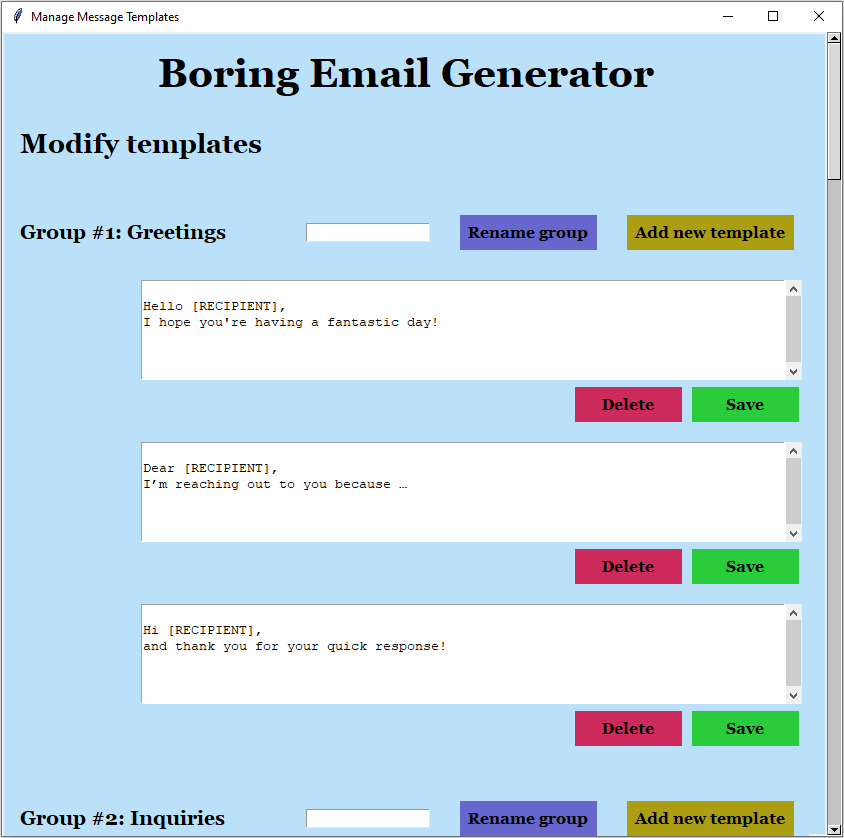 Manage Message Templates
Boring Email Generator
Modify templates
Group #1: Greetings
Rename group
Add new template
Hello [RECIPIENT],
I hope you're having a fantastic day!
Delete
Save
Dear [RECIPIENT],
I’m reaching out to you because …
Delete
Save
Hi [RECIPIENT],
and thank you for your quick response!
Delete
Save
Group #2: Inquiries
Rename group
Add new template